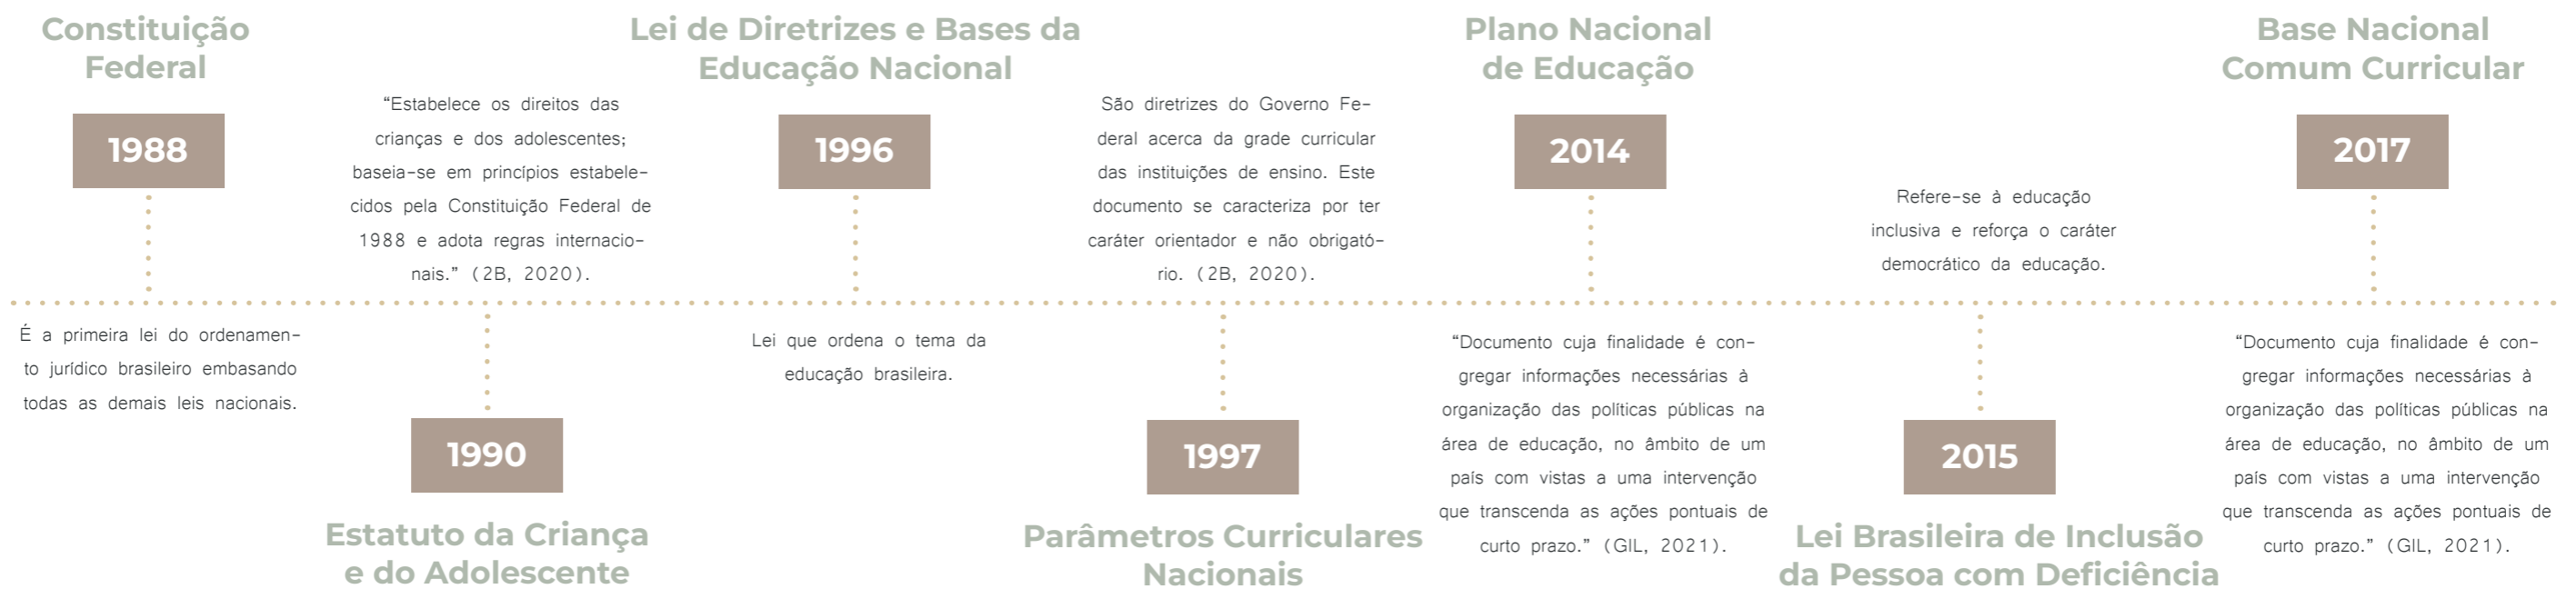 Constituição
Federal
1988
É a primeira lei do ordenamen-
to jurídico brasileiro embasando
todas as demais leis nacionais.
“Estabelece os direitos das
crianças e dos adolescentes;
baseia-se em princípios estabele-
cidos pela Constituição Federal de
1988 e adota regras internacio-
nais.” (2B, 2020).
1990
Estatuto da Criança
e do Adolescente
Lei de Diretrizes e Bases da
Educação Nacional
1996
Lei que ordena o tema da
educação brasileira.
São diretrizes do Governo Fe-
deral acerca da grade curricular
das instituições de ensino. Este
documento se caracteriza por ter
caráter orientador e não obrigató-
rio. (2B, 2020).
1997
Parâmetros Curriculares
Nacionais
Plano Nacional
de Educação
2014
“Documento cuja finalidade é con-
gregar informações necessárias à
organização das políticas públicas na
área de educação, no âmbito de um
país com vistas a uma intervenção
que transcenda as ações pontuais de
curto prazo.” (GIL, 2021).
Refere-se à educação
inclusiva e reforça o caráter
democrático da educação.
2015
Lei Brasileira de Inclusão
da Pessoa com Deficiência
Base Nacional
Comum Curricular
2017
“Documento cuja finalidade é con-
gregar informações necessárias à
organização das políticas públicas na
área de educação, no âmbito de um
país com vistas a uma intervenção
que transcenda as ações pontuais de
curto prazo.” (GIL, 2021).